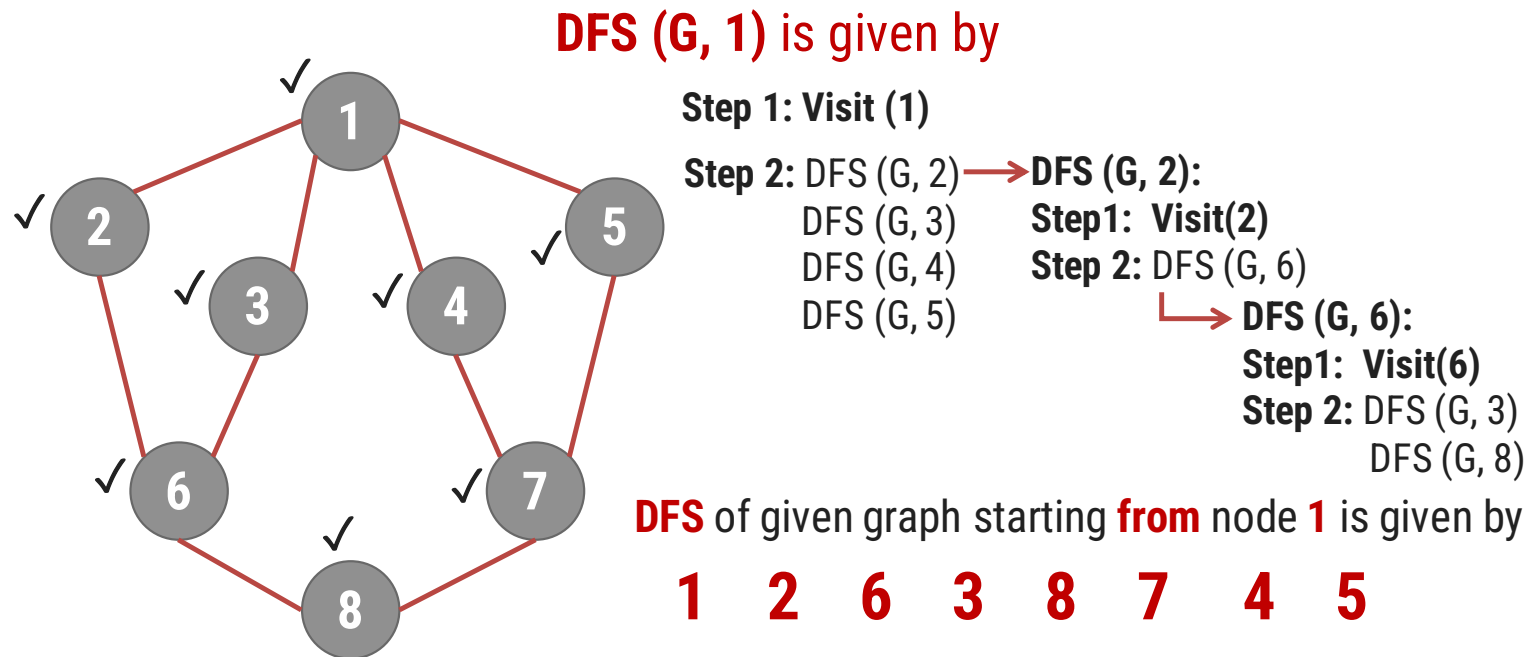 DFS (G, 1) is given by
1
2
5
3
4
6
7
8
Step 1: Visit (1)
Step 2: DFS (G, 2)
DFS (G, 3)
DFS (G, 4)
DFS (G, 5)
DFS (G, 2):
Step1: Visit(2)
Step 2: DFS (G, 6)
DFS (G, 6):
Step1: Visit(6)
Step 2: DFS (G, 3)
DFS (G, 8)
DFS of given graph starting from node 1 is given by
1 2 6 3 8 7 4 5